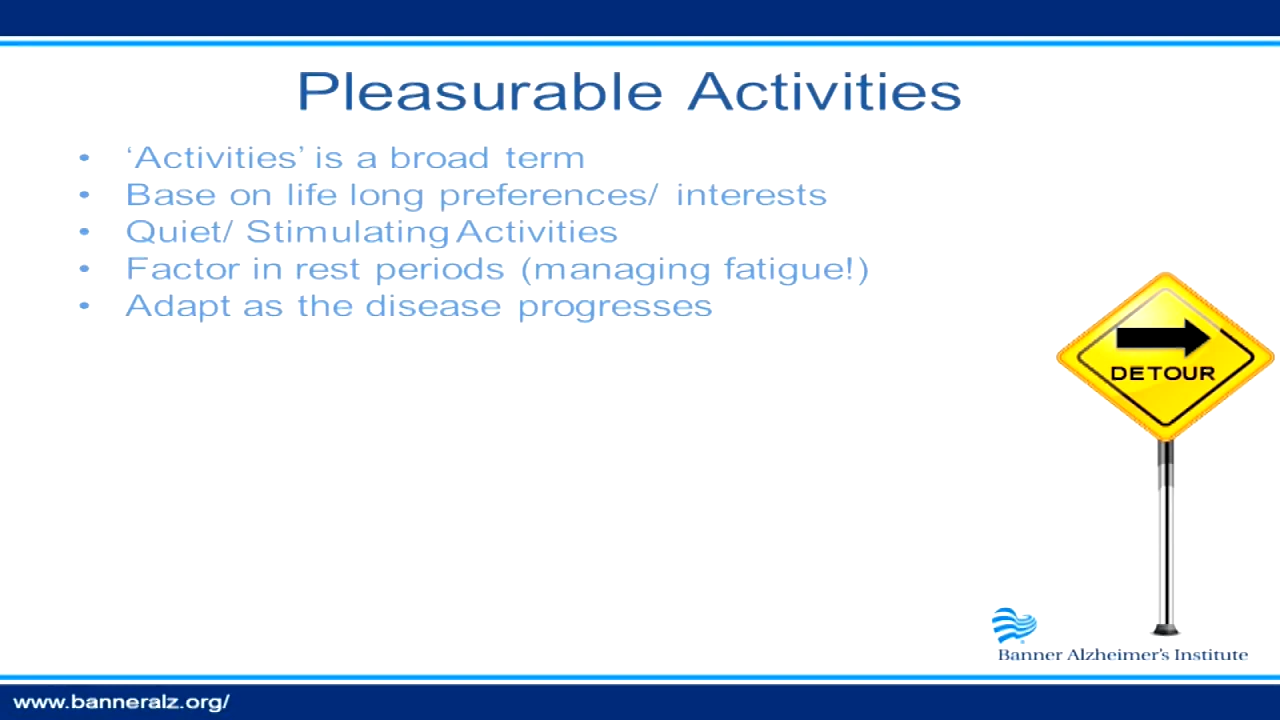 Pleasurable Activities
• ‘Activities’ is a broad term
• Base on life long preferences/ interests
• Quiet/ Stimulating Activities
• Factor in rest periods (managing fatigue!)
• Adapt as the disease progresses
DETOUR
Banner Alzheimer's Institute
www.banneralz.org/